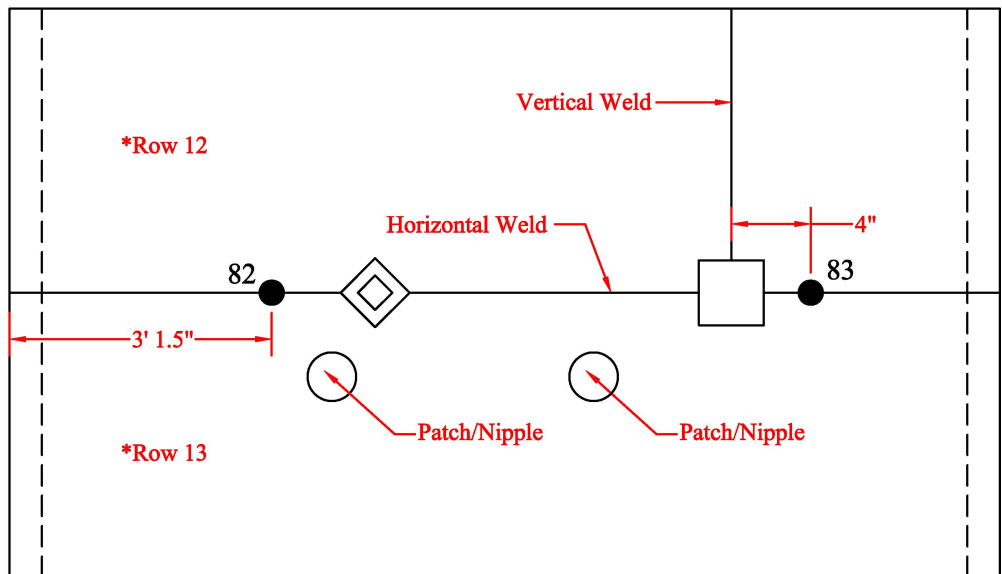 Vertical Weld
*Row 12
Horizontal Weld
4"
82
83
3' 1.5"
Patch/Nipple
Patch/Nipple
*Row 13